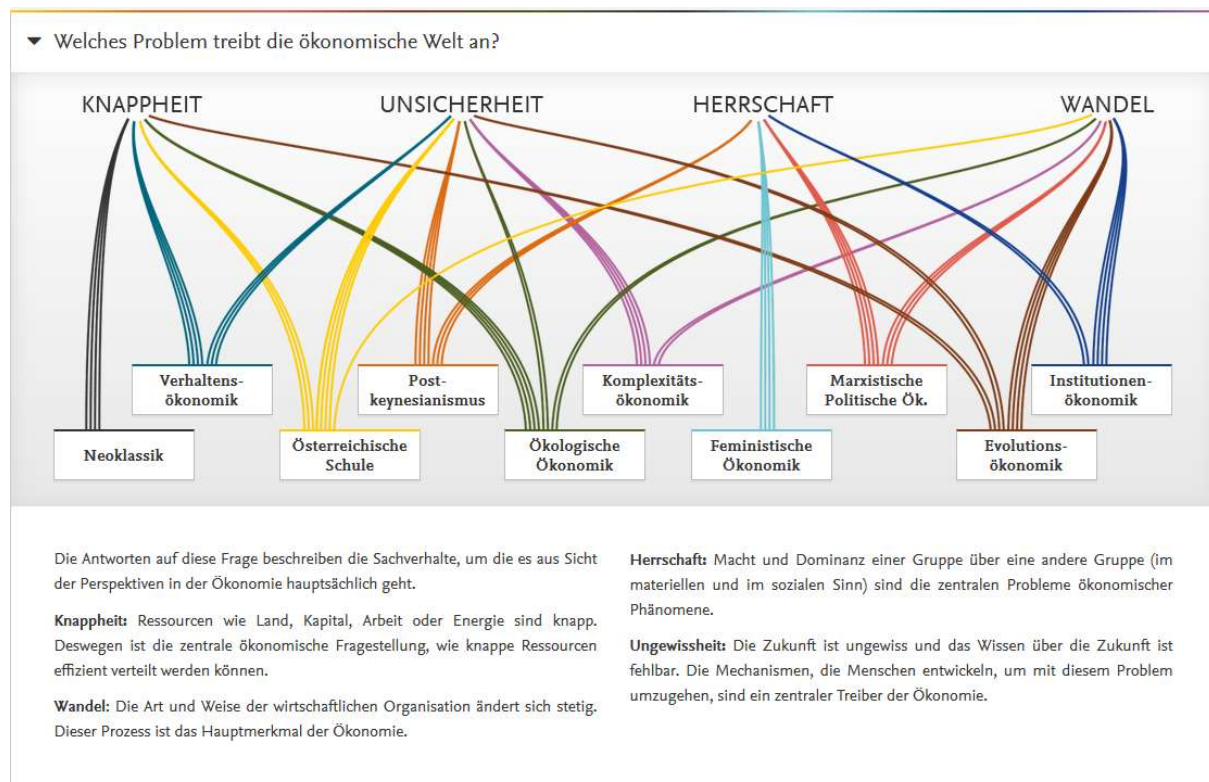 Welches Problem treibt die ökonomische Welt an?
KNAPPHEIT
UNSICHERHEIT
HERRSCHAFT
WANDEL
Verhaltens-
ökonomik
Post-
keynesianismus
Komplexitäts-
ökonomik
Marxistische
Politische Ök.
Institutionen-
ökonomik
Neoklassik
Österreichische
Schule
Ökologische
Ökonomik
Feministische
Ökonomik
Evolutions-
ökonomik
Die Antworten auf diese Frage beschreiben die Sachverhalte, um die es aus Sicht
der Perspektiven in der Ökonomie hauptsächlich geht.
Knappheit: Ressourcen wie Land, Kapital, Arbeit oder Energie sind knapp.
Deswegen ist die zentrale ökonomische Fragestellung, wie knappe Ressourcen
effizient verteilt werden können.
Wandel: Die Art und Weise der wirtschaftlichen Organisation ändert sich stetig.
Dieser Prozess ist das Hauptmerkmal der Ökonomie.
Herrschaft: Macht und Dominanz einer Gruppe über eine andere Gruppe (im
materiellen und im sozialen Sinn) sind die zentralen Probleme ökonomischer
Phänomene.
Ungewissheit: Die Zukunft ist ungewiss und das Wissen über die Zukunft ist
fehlbar. Die Mechanismen, die Menschen entwickeln, um mit diesem Problem
umzugehen, sind ein zentraler Treiber der Ökonomie.